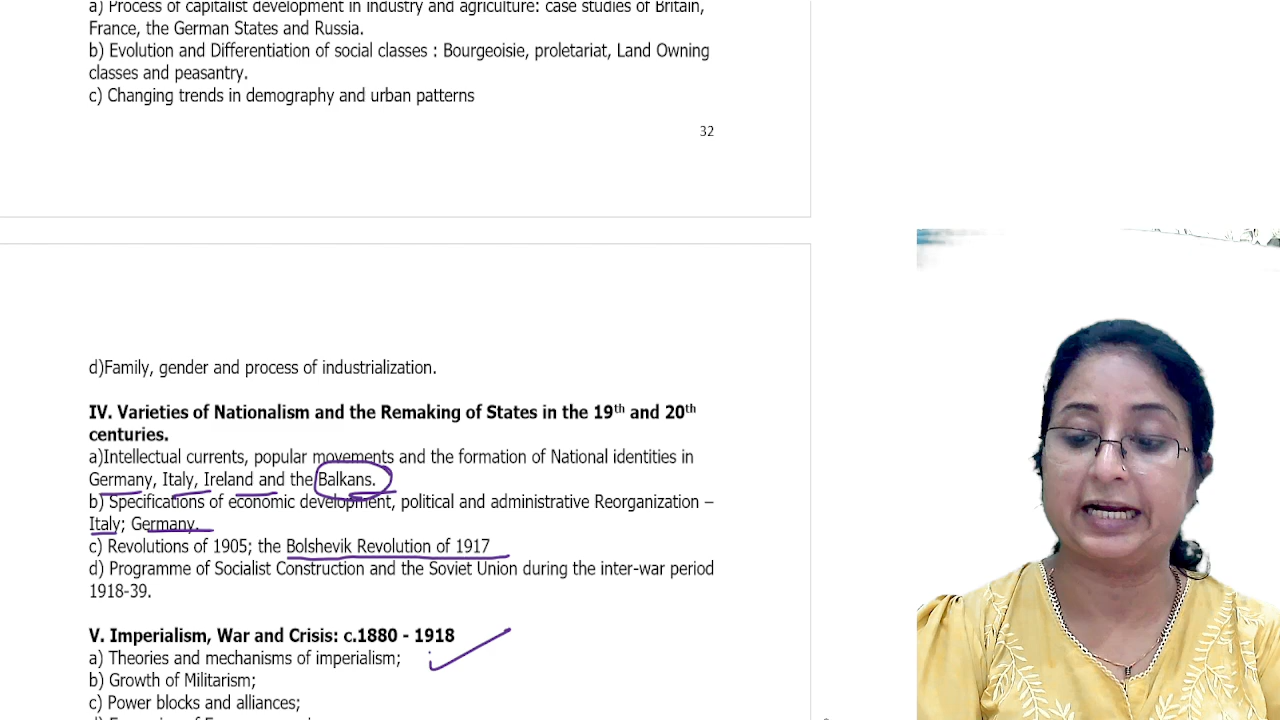 a) Process of capitalist development in industry and agriculture: case studies of Britain,
France, the German States and Russia.
b) Evolution and Differentiation of social classes : Bourgeoisie, proletariat, Land Owning
classes and peasantry.
c) Changing trends in demography and urban patterns
32
d)Family, gender and process of industrialization.
IV. Varieties of Nationalism and the Remaking of States in the 19th and 20th
centuries.
a)Intellectual currents, popular movements and the formation of National identities in
Germany, Italy, Ireland and the Balkans.
b) Specifications of economic development, political and administrative Reorganization –
Italy; Germany.
c) Revolutions of 1905; the Bolshevik Revolution of 1917
d) Programme of Socialist Construction and the Soviet Union during the inter-war period
1918-39.
V. Imperialism, War and Crisis: c.1880 - 1918
a) Theories and mechanisms of imperialism;
b) Growth of Militarism;
c) Power blocks and alliances;